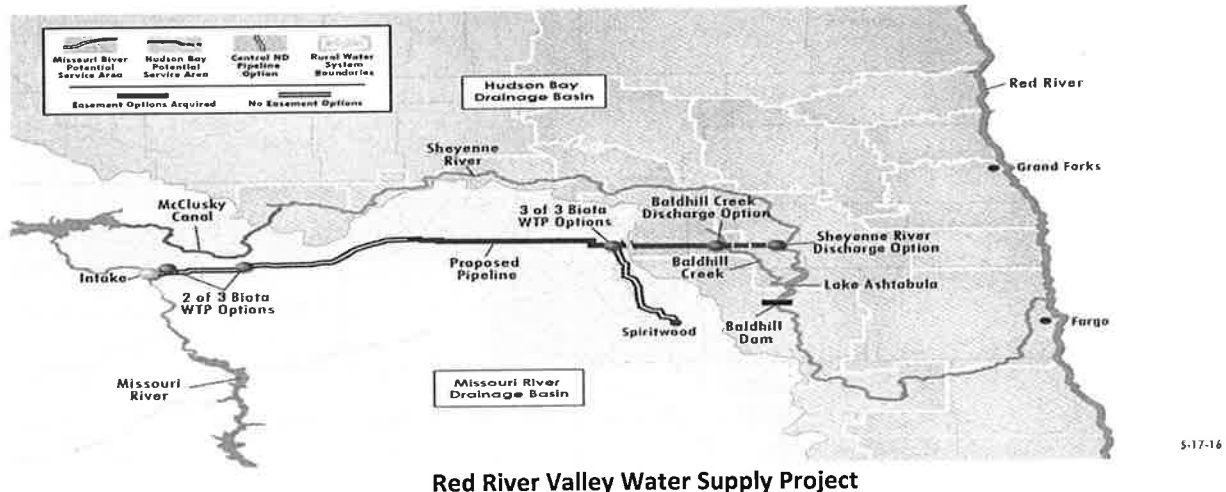 Missouri River
Potential
Service Area
Hudson Bay
Potential
Service Area
Central ND
Pipeline
Option
Rural Water
System
Boundaries
Easement Options Acquired
No Easement Options
Hudson Bay
Drainage Basin
Red River
Grand Forks
Sheyenne
River
McClusky
Canal
3 of 3 Biota
WTP Options
Baldhill Creek
Discharge Option
Sheyenne River
Discharge Option
Intake
2 of 3 Biota
WTP Options
Proposed
Pipeline
Baldhill
Creek
Lake Ashtabula
Spiritwood
Baldhill
Dam
Fargo
Missouri
River
Missouri River
Drainage Basin
5-17-16
Red River Valley Water Supply Project